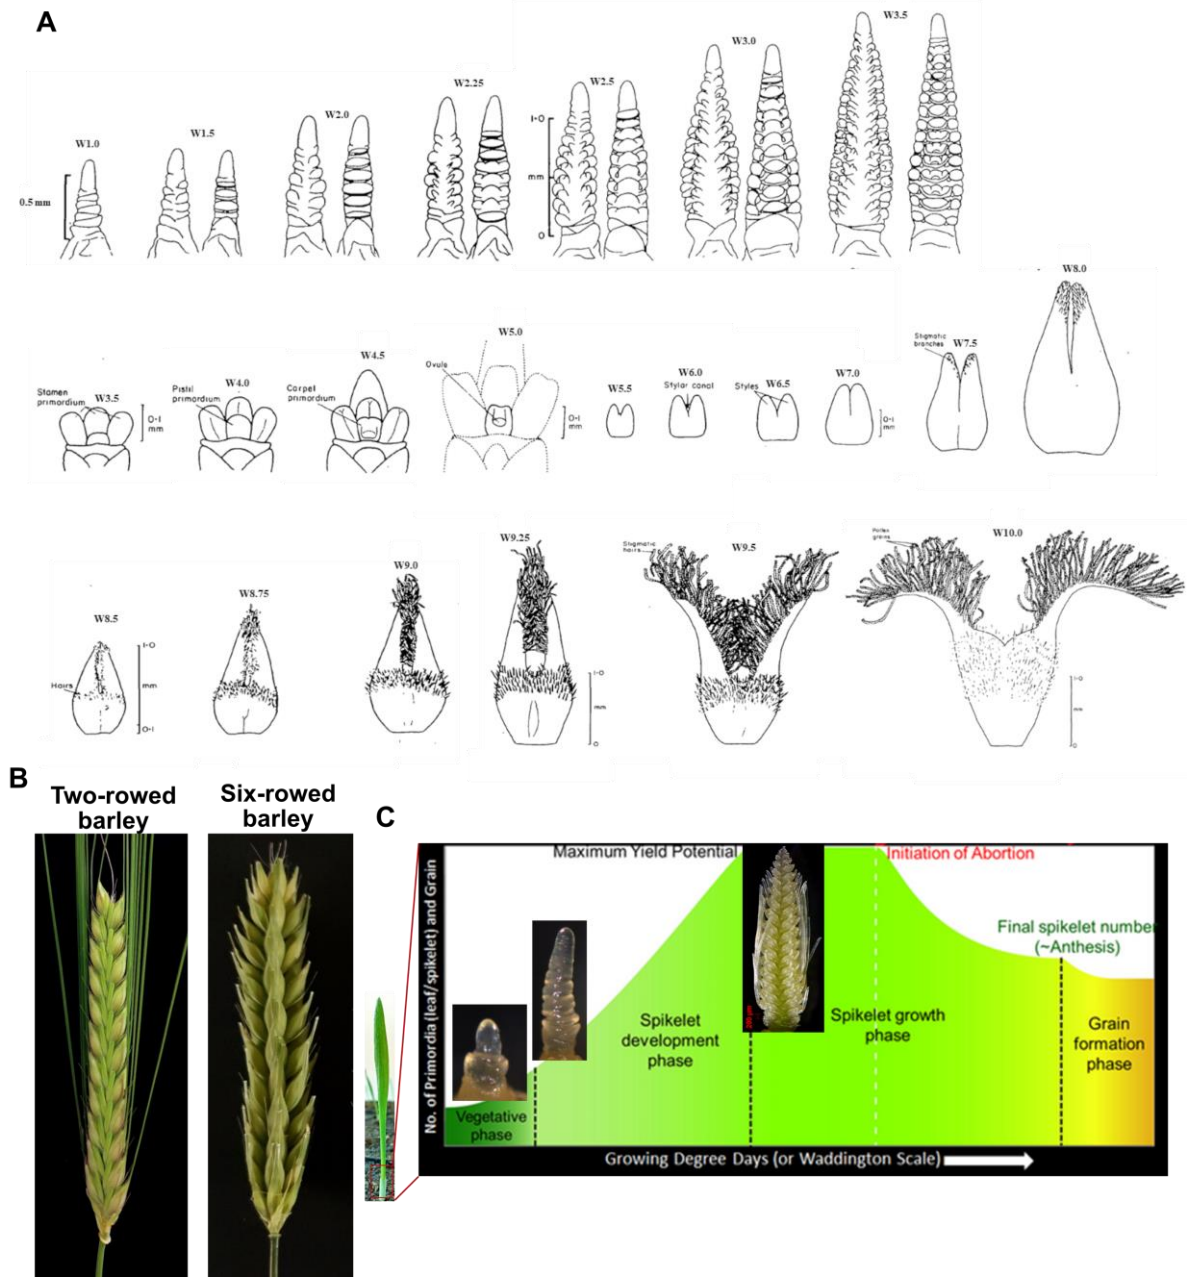 A
W1.0
W1.5
W2.0
W2.25
W2.5
W3.0
W3.5
0.5 mm
1·0
mm
0
W3.5
Stamen
primordium
0·1
mm
W4.0
Pistil
primordium
W4.5
Carpel
primordium
W5.0
Ovule
0·1
mm
W5.5
W6.0
Stylar canal
W6.5
Styles
W7.0
0·1
mm
W7.5
Stigmatic
branches
W8.0
W8.5
Hairs
1·0
mm
0·1
W8.75
W9.0
W9.25
1·0
mm
0
W9.5
Stigmatic
hairs
W10.0
Pollen
grains
1·0
mm
0
B
Two-rowed
barley
Six-rowed
barley
C
No. of Primordia (leaf/spikelet) and Grain
Maximum Yield Potential
Initiation of Abortion
Final spikelet number
(~Anthesis)
Vegetative
phase
Spikelet
development
phase
200 µm
Spikelet growth
phase
Grain
formation
phase
Growing Degree Days (or Waddington Scale)